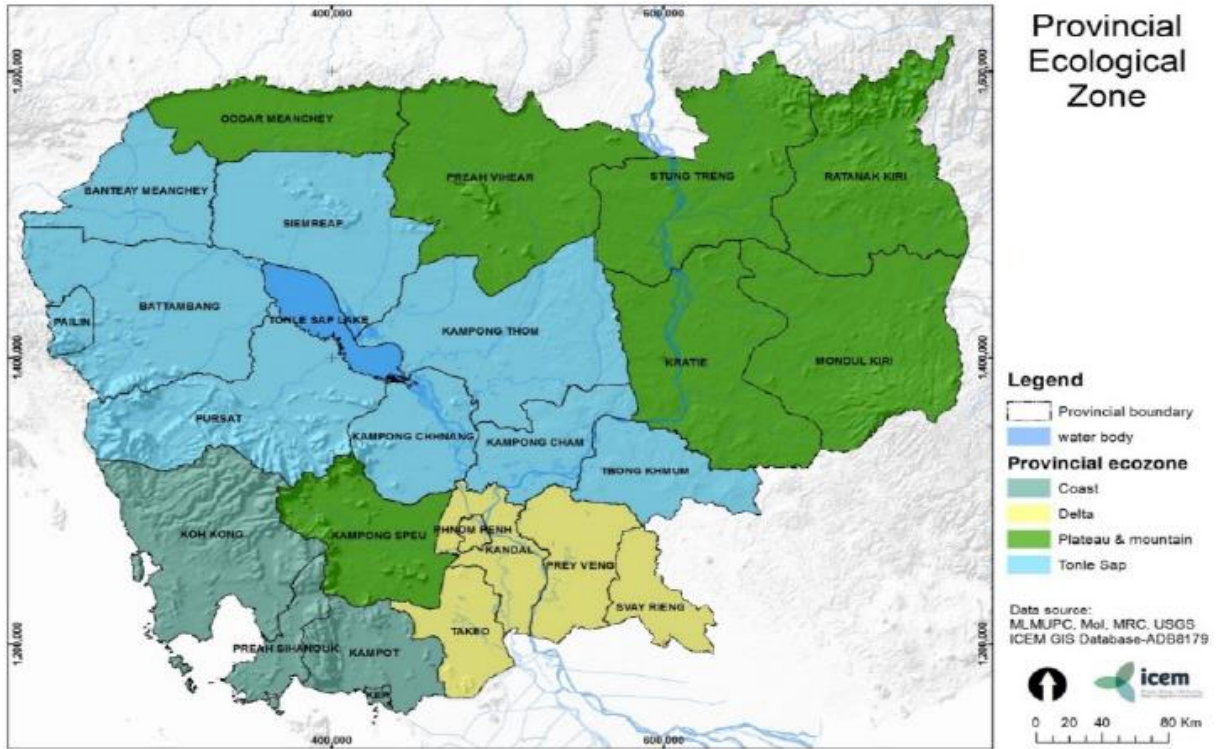 Provincial
Ecological
Zone
400,000
600,000
1,600,000
1,600,000
ODDAR MEANCHEY
BANTEAY MEANCHEY
SIEMREAP
PREAH VIHEAR
STUNG TRENG
RATANAK KIRI
BATTAMBANG
PAILIN
TONLE SAP LAKE
KAMPONG THOM
KRATIE
MONDUL KIRI
1,400,000
1,400,000
PURSAT
KAMPONG CHHNANG
KAMPONG CHAM
TBONG KHMUM
KOH KONG
KAMPONG SPEU
PHNOM PENH
KANDAL
PREY VENG
SVAY RIENG
TAKEO
PREAH SIHANOUK
KAMPOT
KEP
1,200,000
1,200,000
400,000
600,000
Legend
Provincial boundary
water body
Provincial ecozone
Coast
Delta
Plateau & mountain
Tonle Sap
Data source:
MLMUPC, MoI, MRC, USGS
ICEM GIS Database-ADB8179
icem
0 20 40 80 Km